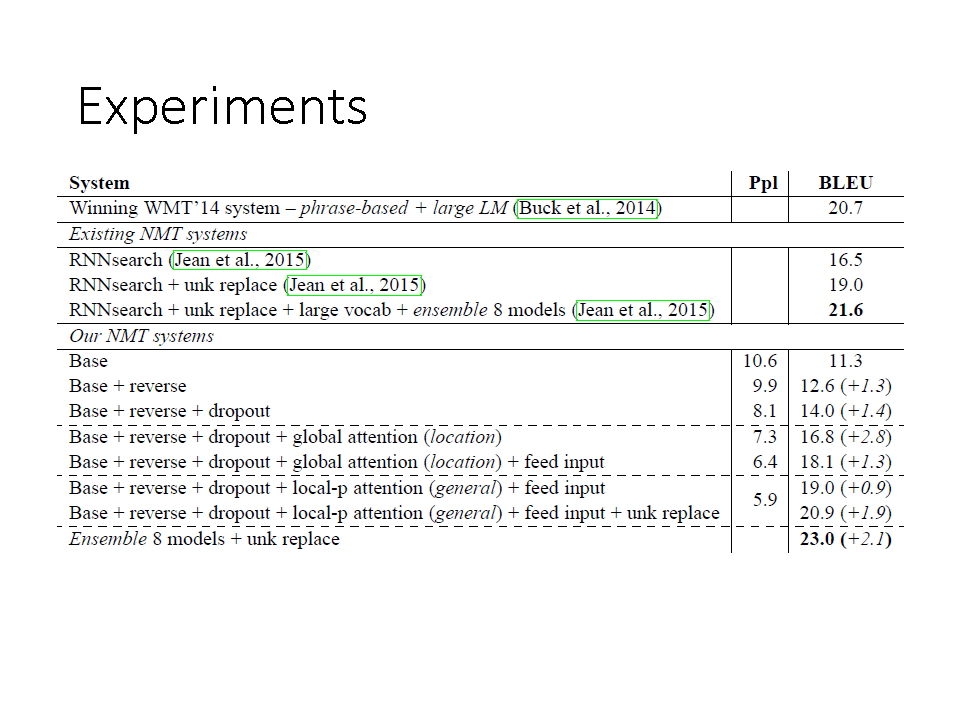 Experiments
System Ppl BLEU
Winning WMT'14 system – phrase-based + large LM (Buck et al., 2014) 20.7
Existing NMT systems
RNNsearch (Jean et al., 2015) 16.5
RNNsearch + unk replace (Jean et al., 2015) 19.0
RNNsearch + unk replace + large vocab + ensemble 8 models (Jean et al., 2015) 21.6
Our NMT systems
Base 10.6 11.3
Base + reverse 9.9 12.6 (+1.3)
Base + reverse + dropout 8.1 14.0 (+1.4)
Base + reverse + dropout + global attention (location) 7.3 16.8 (+2.8)
Base + reverse + dropout + global attention (location) + feed input 6.4 18.1 (+1.3)
Base + reverse + dropout + local-p attention (general) + feed input 5.9 19.0 (+0.9)
Base + reverse + dropout + local-p attention (general) + feed input + unk replace 20.9 (+1.9)
Ensemble 8 models + unk replace 23.0 (+2.1)